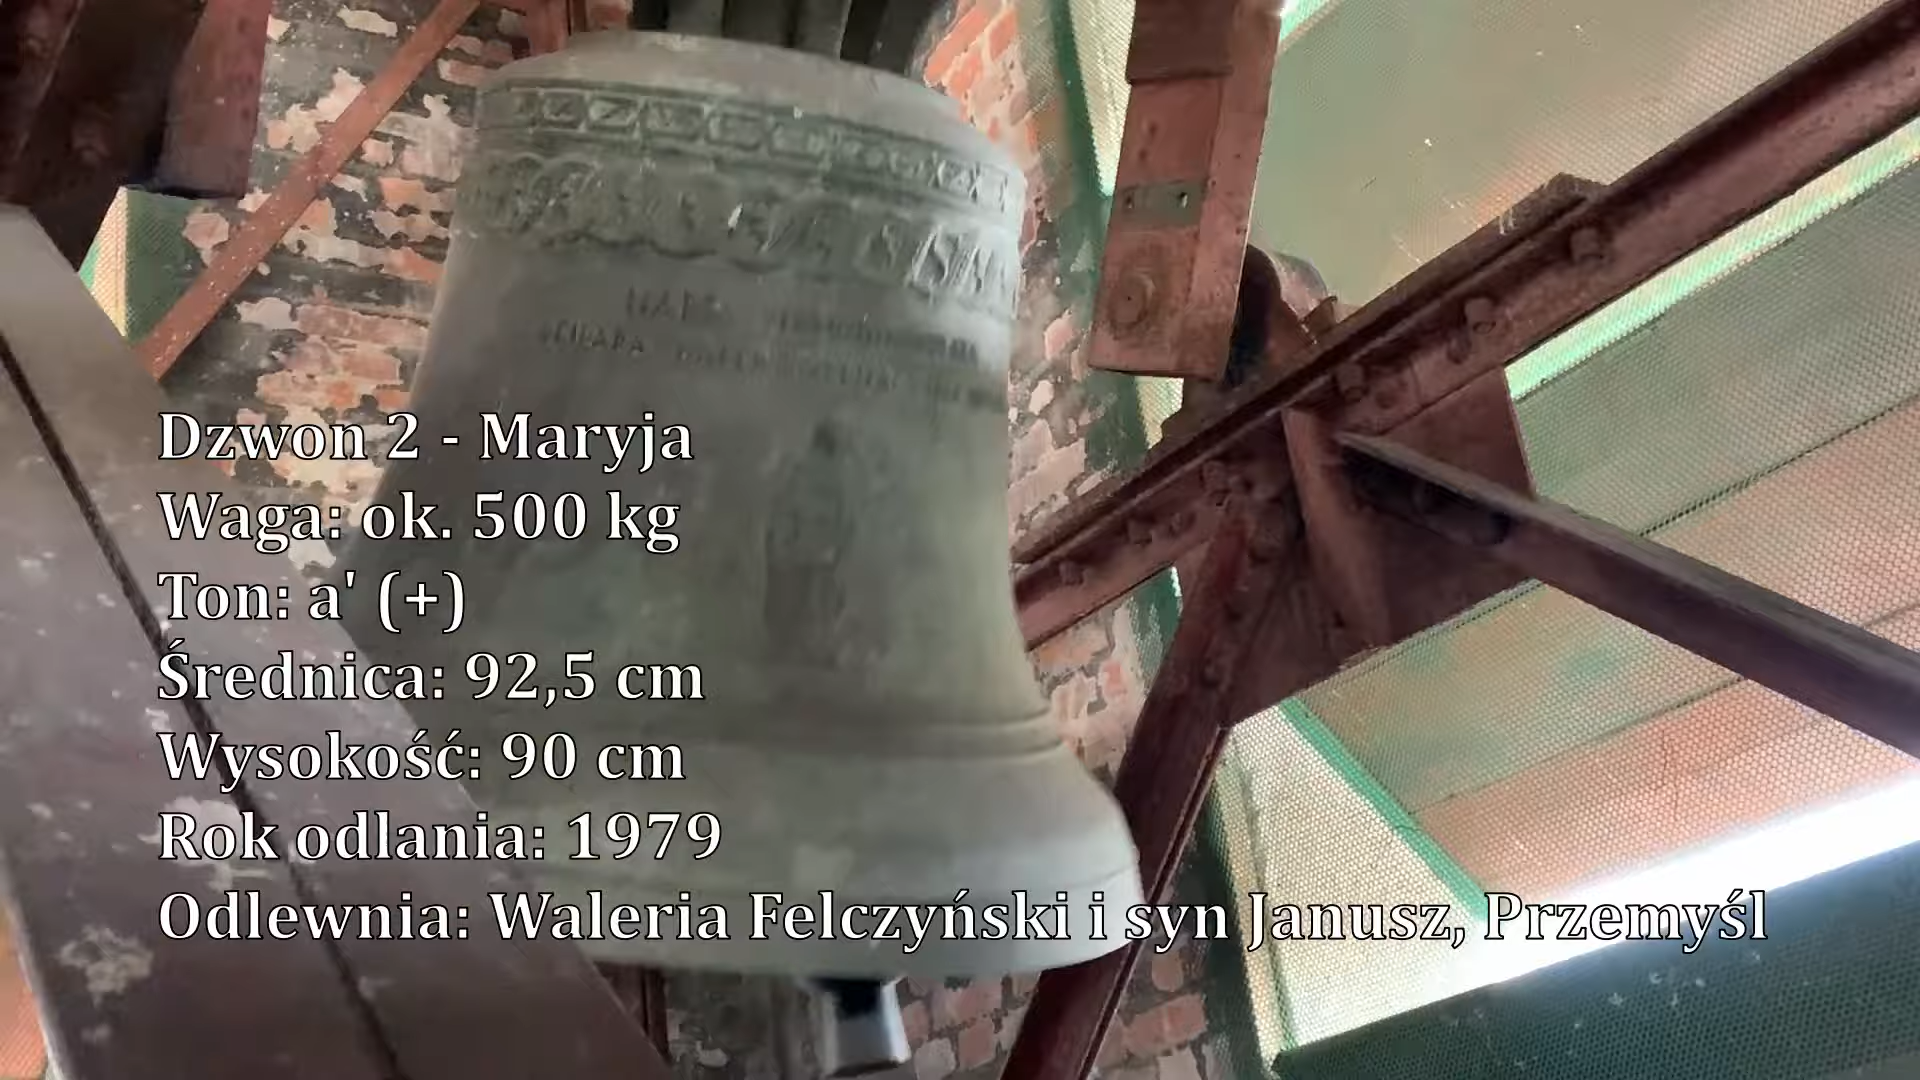 Dzwon 2 - Maryja
Waga: ok. 500 kg
Ton: a' (+)
Średnica: 92,5 cm
Wysokość: 90 cm
Rok odlania: 1979
Odlewnia: Waleria Felczyński i syn Janusz, Przemyśl